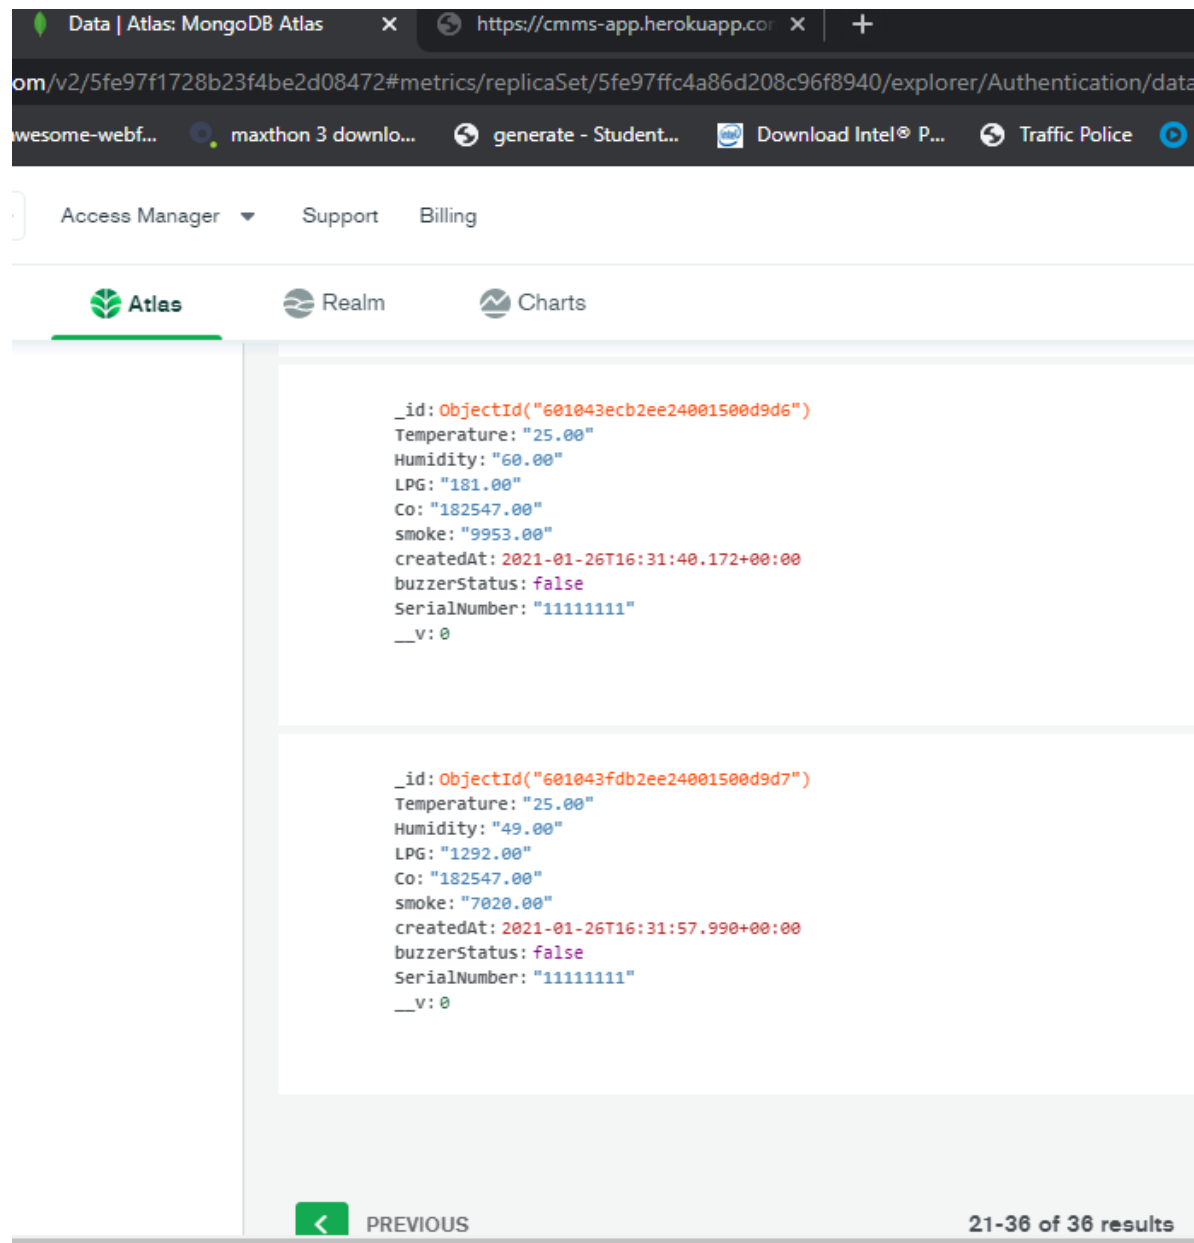 Data | Atlas: MongoDB Atlas https://cmms-app.herokuapp.com
om/v2/5fe97f1728b23f4be2d08472#metrics/replicaSet/5fe97ffc4a86d208c96f8940/explorer/Authentication/data
wesome-webf... maxthon 3 downlo... generate - Student... Download Intel® P... Traffic Police
Access Manager Support Billing
Atlas Realm Charts
_id: ObjectId("601043ecb2ee24001500d9d6")
Temperature: "25.00"
Humidity: "60.00"
LPG: "181.00"
Co: "182547.00"
smoke: "9953.00"
createdAt: 2021-01-26T16:31:40.172+00:00
buzzerStatus: false
SerialNumber: "11111111"
__v: 0
_id: ObjectId("601043fdb2ee24001500d9d7")
Temperature: "25.00"
Humidity: "49.00"
LPG: "1292.00"
Co: "182547.00"
smoke: "7020.00"
createdAt: 2021-01-26T16:31:57.990+00:00
buzzerStatus: false
SerialNumber: "11111111"
__v: 0
PREVIOUS 21-36 of 36 results